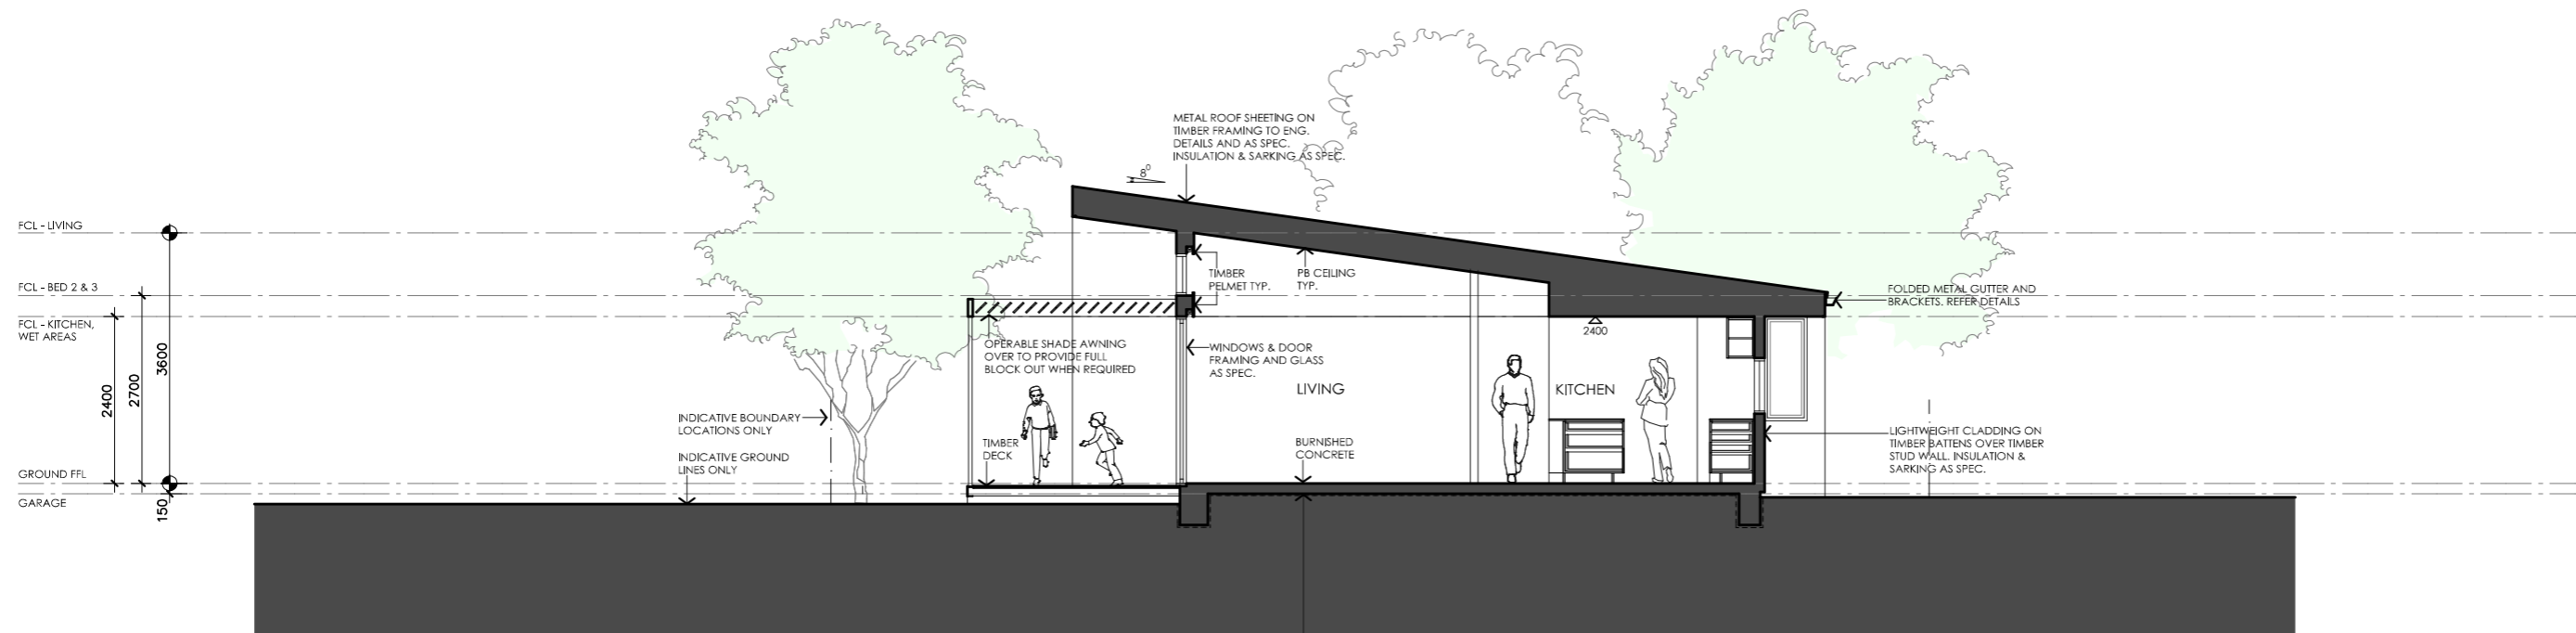 METAL ROOF SHEETING ON
TIMBER FRAMING TO ENG.
DETAILS AND AS SPEC.
INSULATION & SARKING AS SPEC.
8°
FCL - LIVING
FCL - BED 2 & 3
FCL - KITCHEN,
WET AREAS
2400
2700
3600
GROUND FFL
GARAGE
150
INDICATIVE BOUNDARY
LOCATIONS ONLY
INDICATIVE GROUND
LINES ONLY
OPERABLE SHADE AWNING
OVER TO PROVIDE FULL
BLOCK OUT WHEN REQUIRED
TIMBER
DECK
TIMBER
PELMET TYP.
PB CEILING
TYP.
WINDOWS & DOOR
FRAMING AND GLASS
AS SPEC.
LIVING
BURNISHED
CONCRETE
2400
KITCHEN
FOLDED METAL GUTTER AND
BRACKETS. REFER DETAILS
LIGHTWEIGHT CLADDING ON
TIMBER BATTENS OVER TIMBER
STUD WALL. INSULATION &
SARKING AS SPEC.